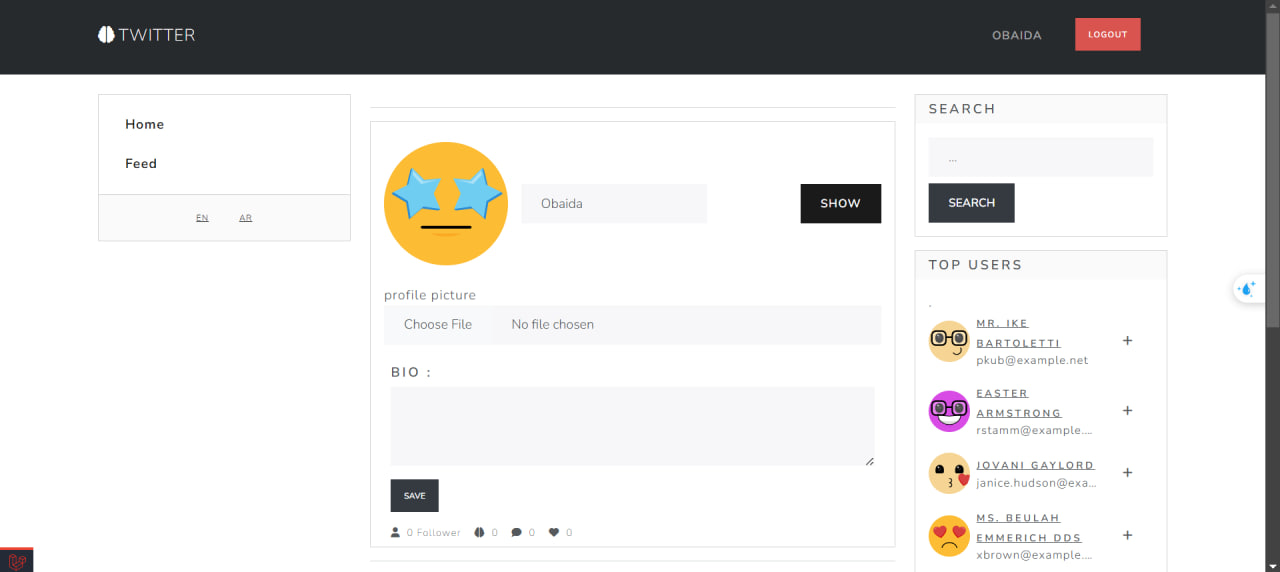 TWITTER
OBAIDA
LOGOUT
Home
Feed
EN AR
Obaida
SHOW
profile picture
Choose File No file chosen
BIO :
SAVE
0 Follower 0 0 0
SEARCH
...
SEARCH
TOP USERS
.
MR. IKE
BARTOLETTI
pkub@example.net
+
EASTER
ARMSTRONG
rstamm@example....
+
JOVANI GAYLORD
janice.hudson@exa...
+
MS. BEULAH
EMMERICH DDS
xbrown@example....
+